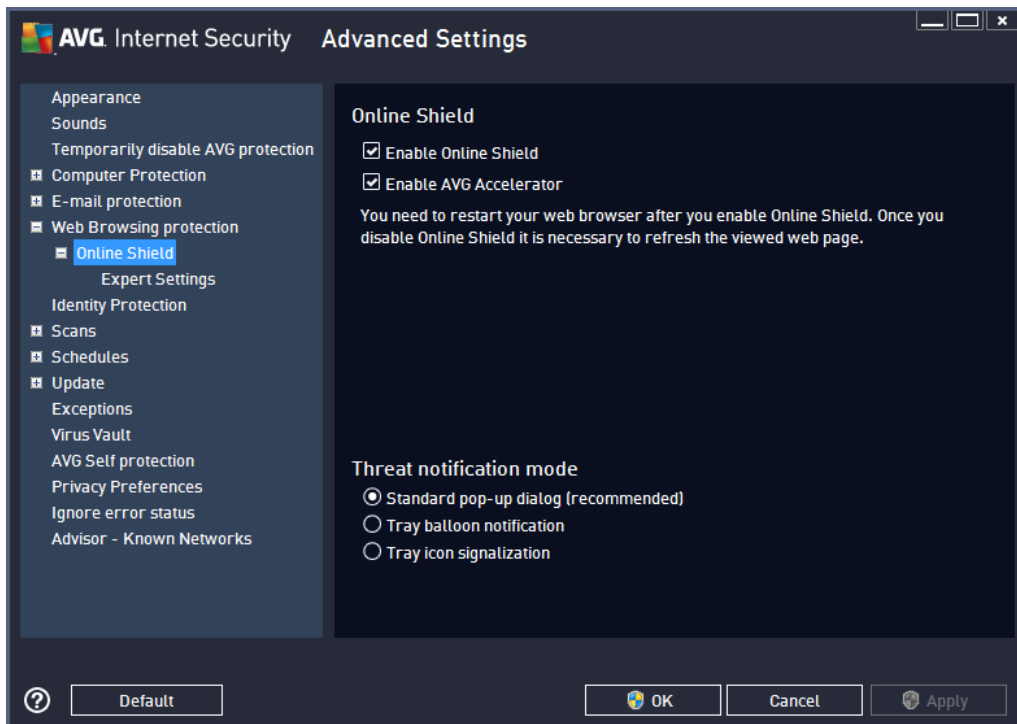 AVG. Internet Security Advanced Settings
Appearance
Sounds
Temporarily disable AVG protection
Computer Protection
E-mail protection
Web Browsing protection
Online Shield
Expert Settings
Identity Protection
Scans
Schedules
Update
Exceptions
Virus Vault
AVG Self protection
Privacy Preferences
Ignore error status
Advisor - Known Networks
Online Shield
Enable Online Shield
Enable AVG Accelerator
You need to restart your web browser after you enable Online Shield. Once you
disable Online Shield it is necessary to refresh the viewed web page.
Threat notification mode
Standard pop-up dialog (recommended)
Tray balloon notification
Tray icon signalization
Default
OK
Cancel
Apply